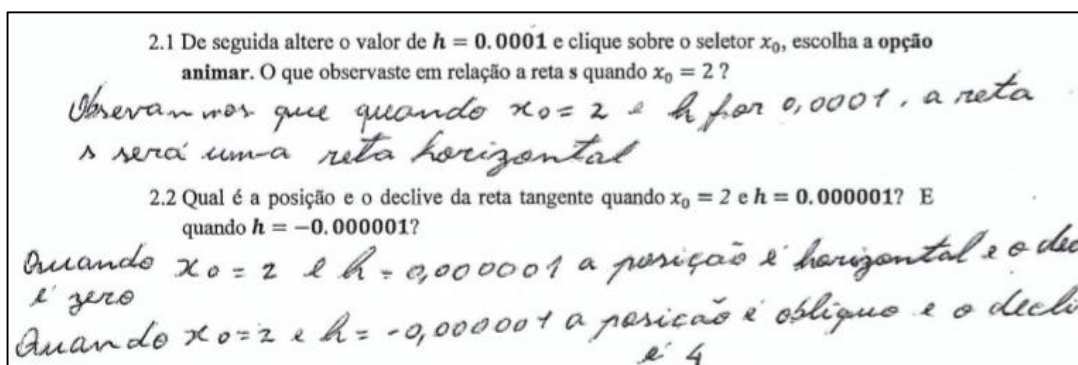 2.1 De seguida altere o valor de h = 0.0001 e clique sobre o seletor x₀, escolha a opção
animar. O que observaste em relação a reta s quando x₀ = 2 ?
Obsevamos que quando x₀ = 2 e h for 0,0001, a reta
s será uma reta horizontal
2.2 Qual é a posição e o declive da reta tangente quando x₀ = 2 e h = 0.000001? E
quando h = −0.000001?
Quando x₀ = 2 e h = 0,000001 a posição é horizontal e o dec
é zero
Quando x₀ = 2 e h = -0,000001 a posição é obliquo e o decli
é 4